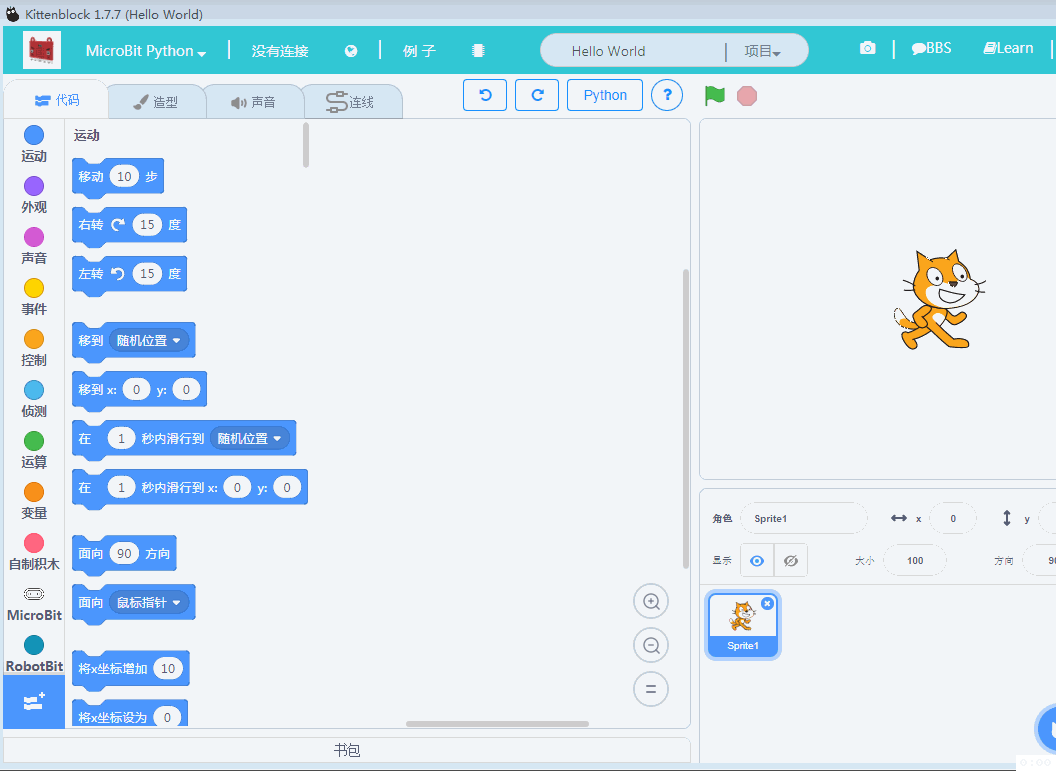 Kittenblock 1.7.7 (Hello World)
MicroBit Python 没有连接 例子 Hello World 项目 BBS Learn
代码 造型 声音 连线 Python ?
运动
外观
声音
事件
控制
侦测
运算
变量
自制积木
MicroBit
RobotBit
运动
移动 10 步
右转 15 度
左转 15 度
移到 随机位置
移到 x: 0 y: 0
在 1 秒内滑行到 随机位置
在 1 秒内滑行到 x: 0 y: 0
面向 90 方向
面向 鼠标指针
将x坐标增加 10
将x坐标设为 0
书包
角色 Sprite1 x 0 y
显示 大小 100 方向 90
Sprite1